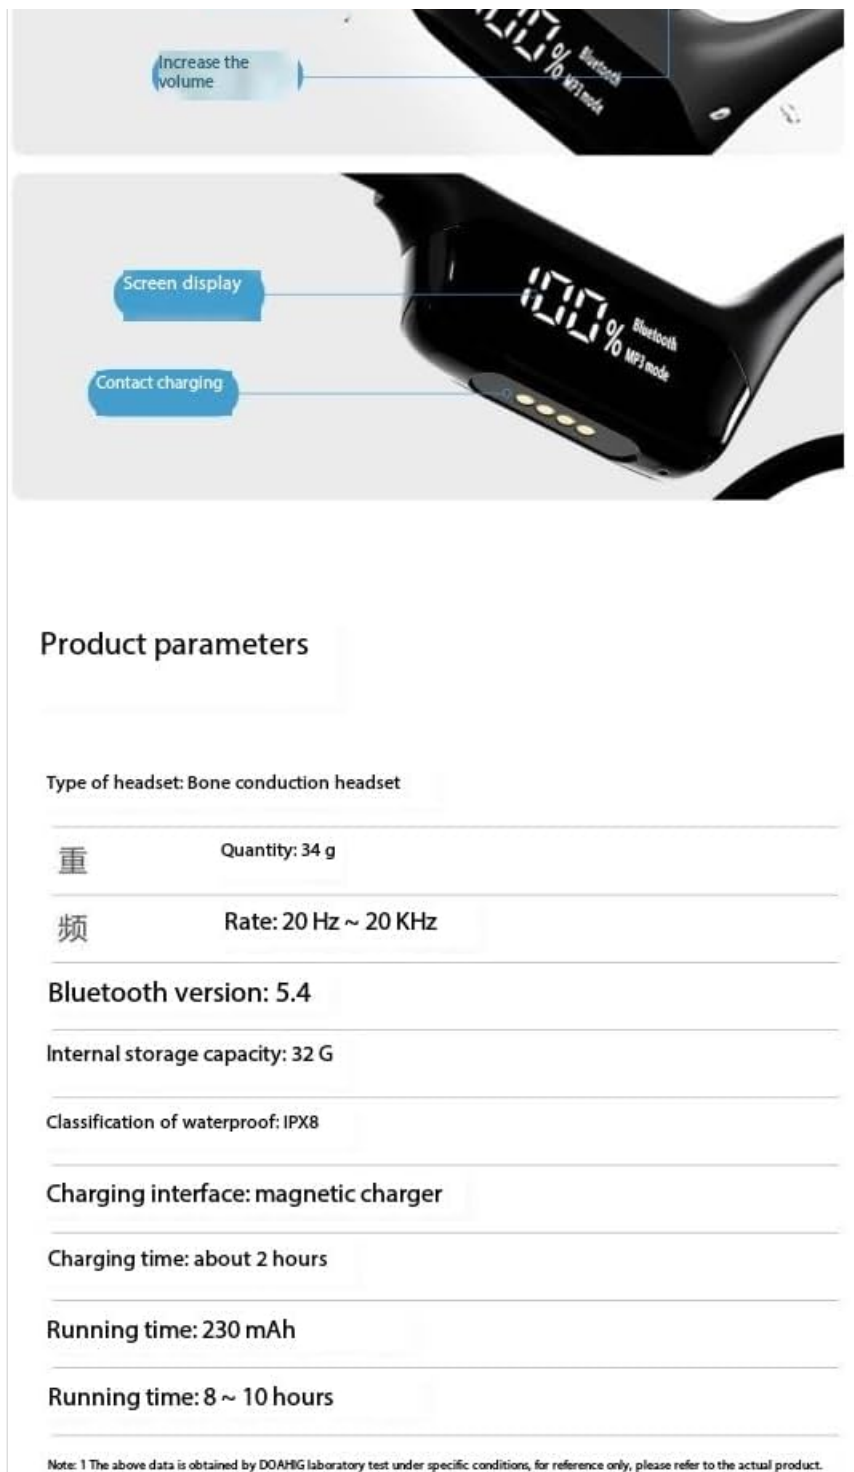 Increase the
volume
00%
Bluetooth
MP3 mode
Screen display
100%
Bluetooth
MP3 mode
Contact charging
Product parameters
Type of headset: Bone conduction headset
重 Quantity: 34 g
频 Rate: 20 Hz ~ 20 KHz
Bluetooth version: 5.4
Internal storage capacity: 32 G
Classification of waterproof: IPX8
Charging interface: magnetic charger
Charging time: about 2 hours
Running time: 230 mAh
Running time: 8 ~ 10 hours
Note: 1 The above data is obtained by DOAHIG laboratory test under specific conditions, for reference only, please refer to the actual product.